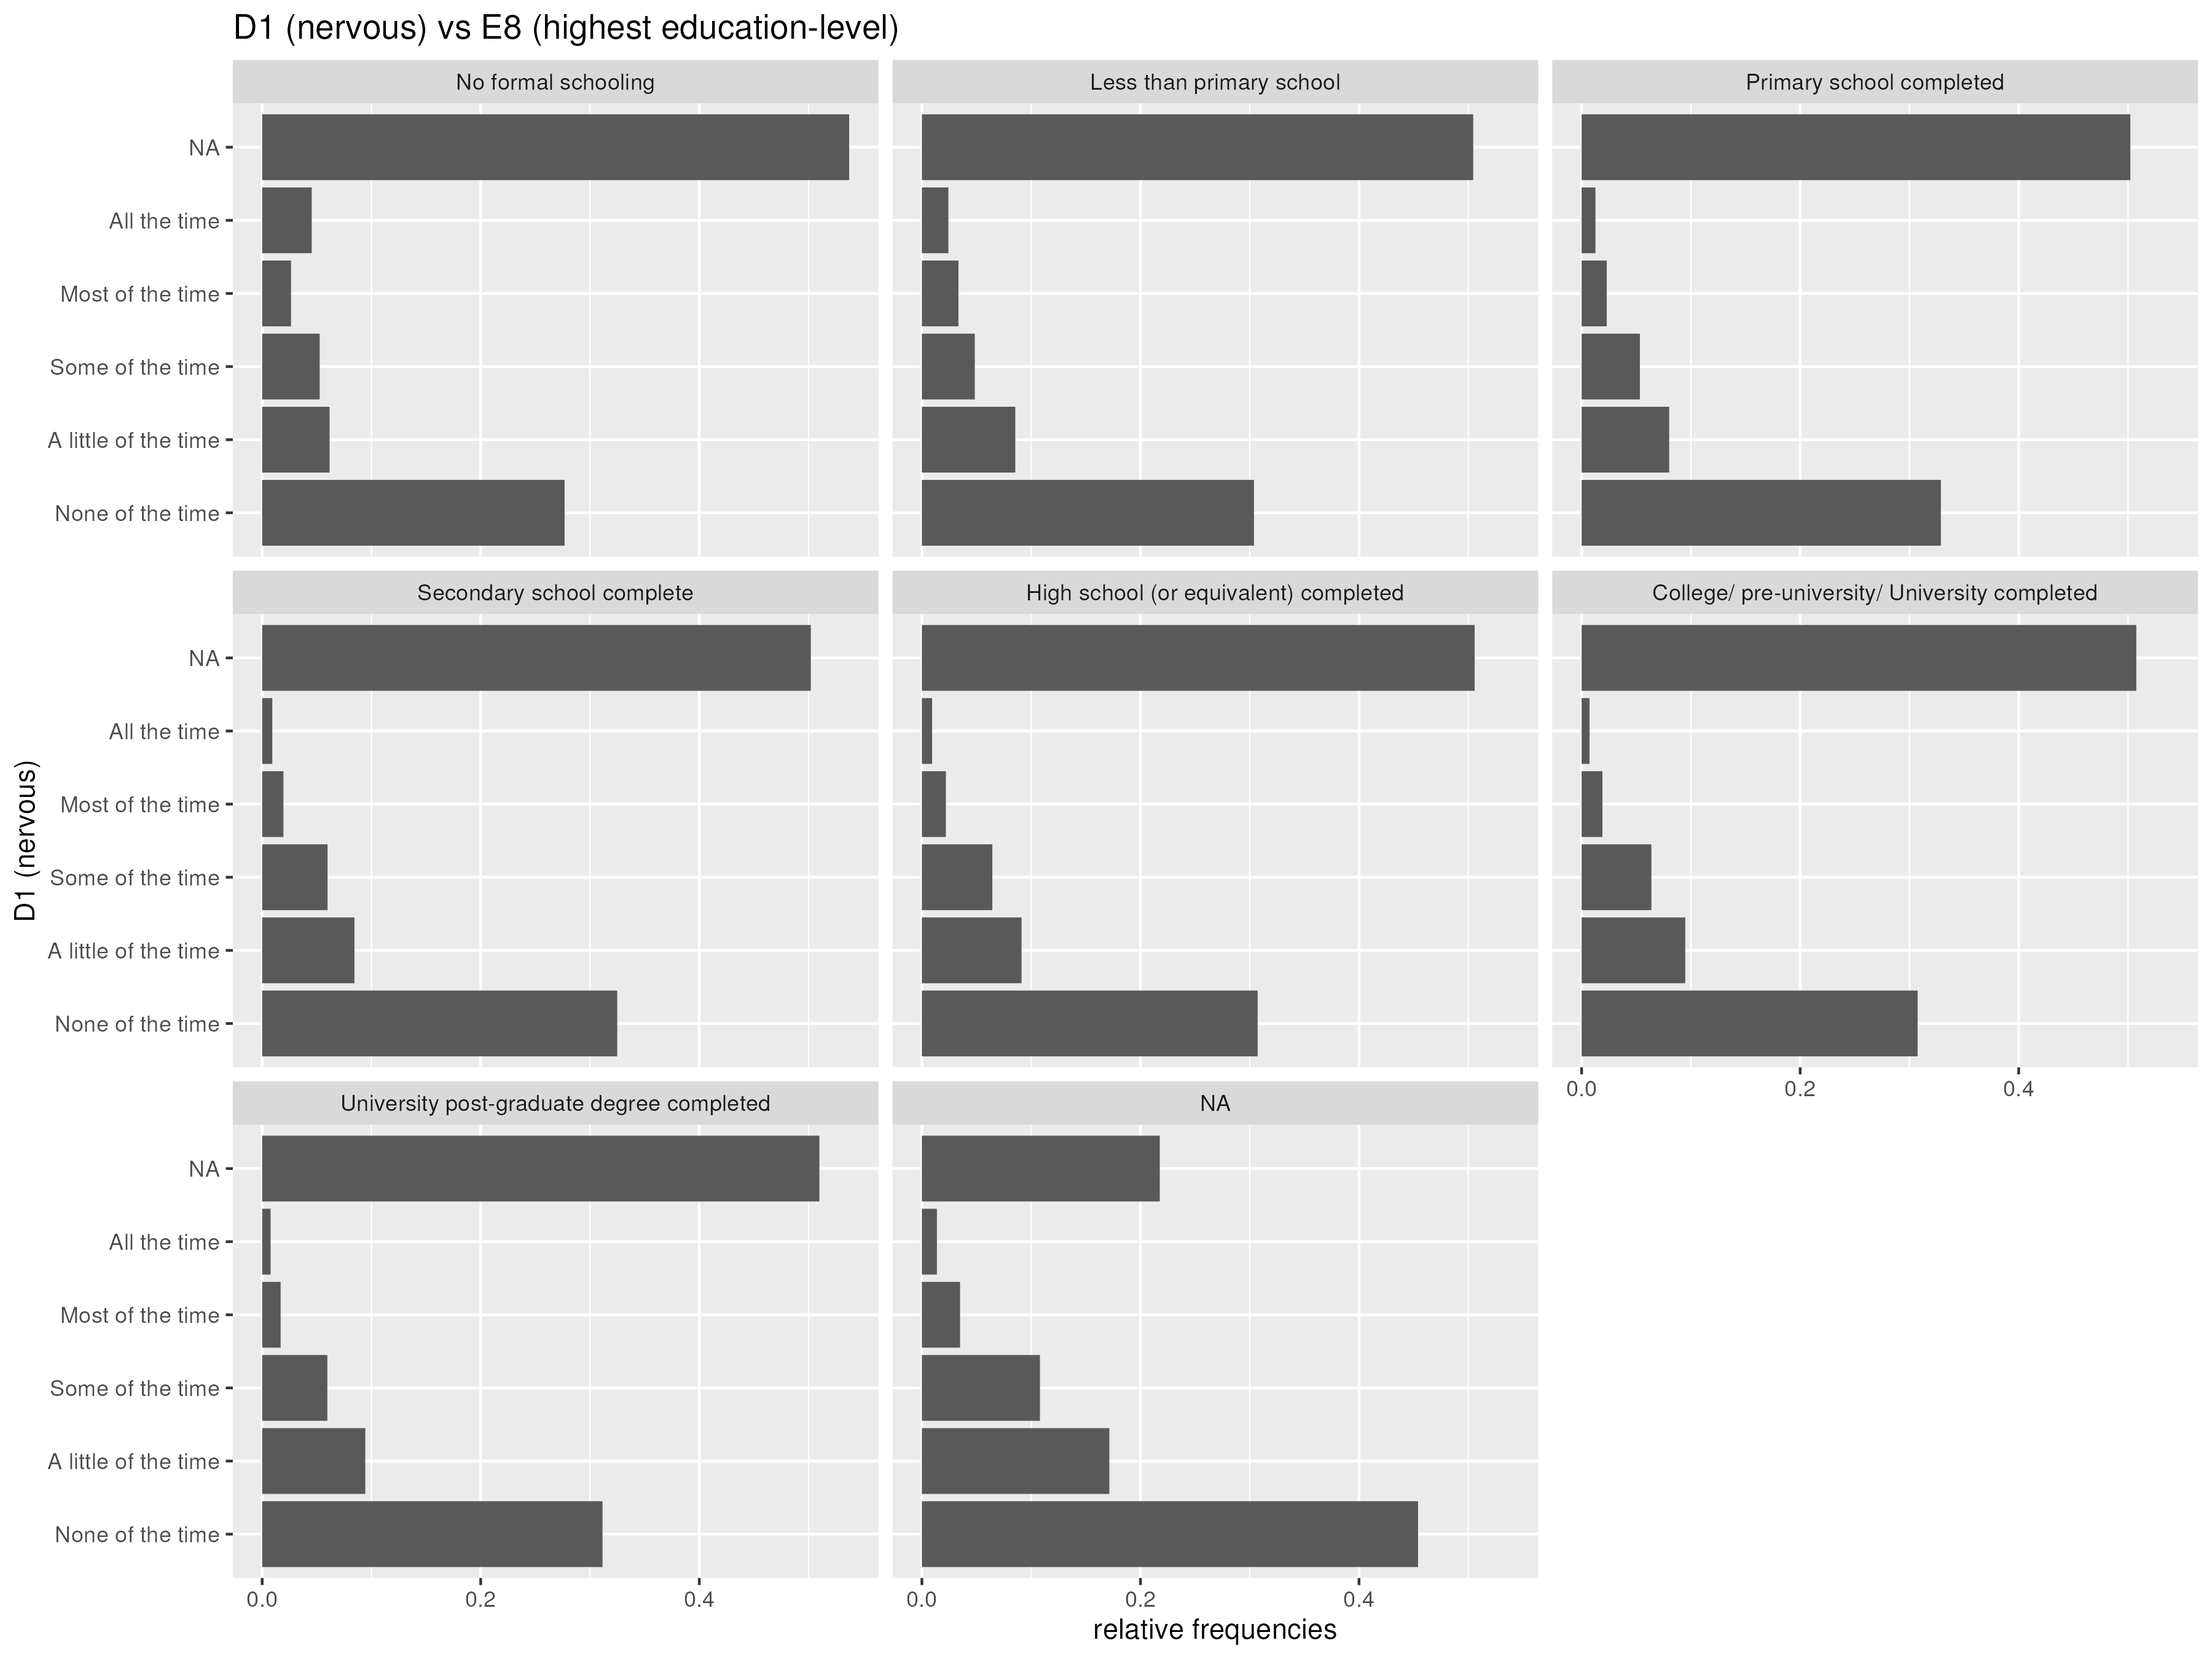 D1 (nervous) vs E8 (highest education-level)
No formal schooling
Less than primary school
Primary school completed
NA
All the time
Most of the time
Some of the time
A little of the time
None of the time
Secondary school complete
High school (or equivalent) completed
College/ pre-university/ University completed
NA
All the time
Most of the time
Some of the time
A little of the time
None of the time
0.0 0.2 0.4
University post-graduate degree completed
NA
NA
All the time
Most of the time
Some of the time
A little of the time
None of the time
0.0 0.2 0.4
0.0 0.2 0.4
relative frequencies
D1 (nervous)